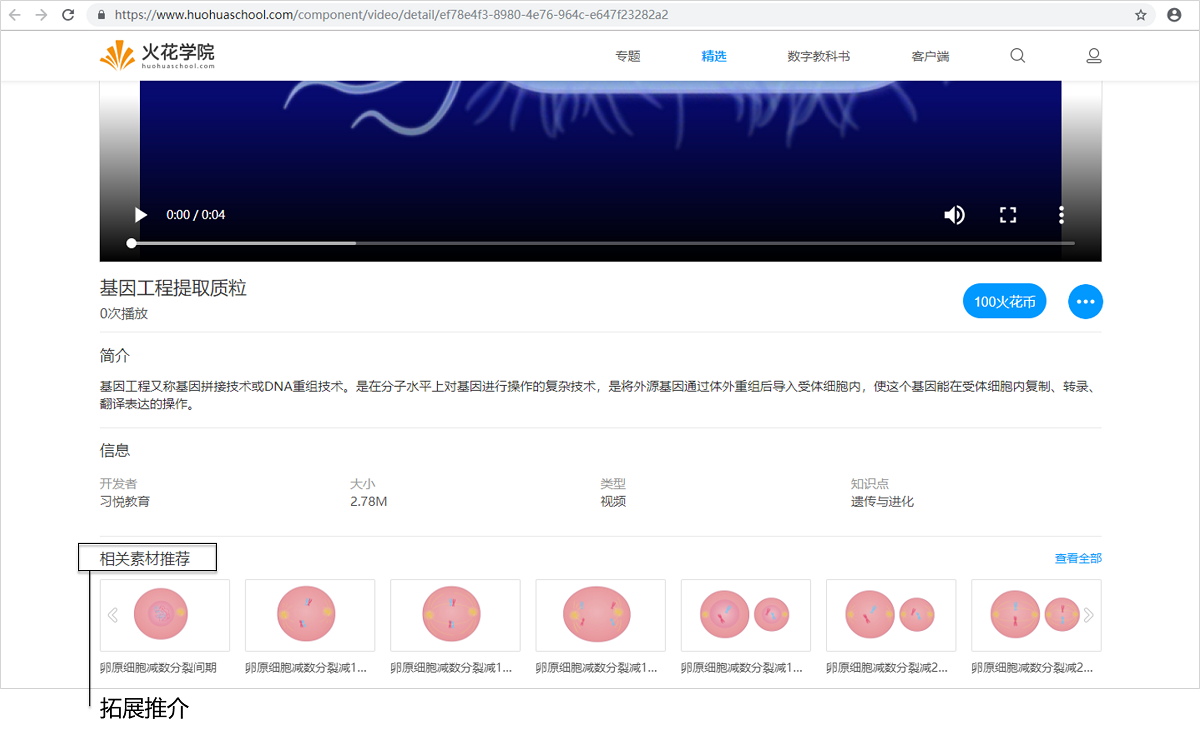 https://www.huohuaschool.com/component/video/detail/ef78e4f3-8980-4e76-964c-e647f23282a2
火花学院
huohuaschool.com
专题
精选
数字教科书
客户端
0:00 / 0:04
基因工程提取质粒
0次播放
100火花币
简介
基因工程又称基因拼接技术或DNA重组技术。是在分子水平上对基因进行操作的复杂技术，是将外源基因通过体外重组后导入受体细胞内，使这个基因能在受体细胞内复制、转录、
翻译表达的操作。
信息
开发者
大小
类型
知识点
习悦教育
2.78M
视频
遗传与进化
相关素材推荐
查看全部
卵原细胞减数分裂间期
卵原细胞减数分裂减1...
卵原细胞减数分裂减1...
卵原细胞减数分裂减1...
卵原细胞减数分裂减1...
卵原细胞减数分裂减2...
卵原细胞减数分裂减2...
拓展推介